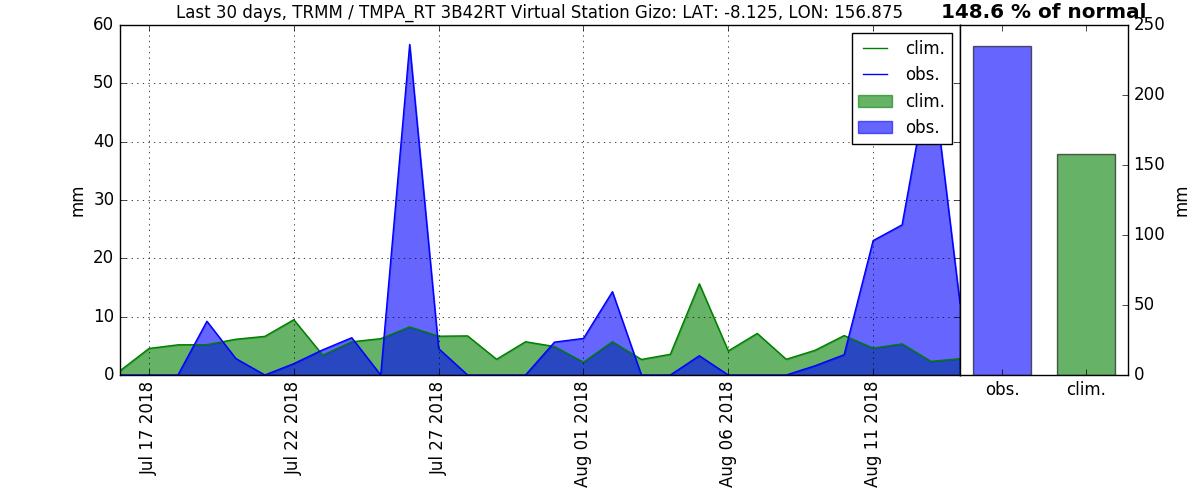 Last 30 days, TRMM / TMPA_RT 3B42RT Virtual Station Gizo: LAT: -8.125, LON: 156.875
148.6 % of normal
60
50
40
30
20
10
0
mm
clim.
obs.
clim.
obs.
250
200
150
100
50
0
mm
Jul 17 2018
Jul 22 2018
Jul 27 2018
Aug 01 2018
Aug 06 2018
Aug 11 2018
obs.
clim.